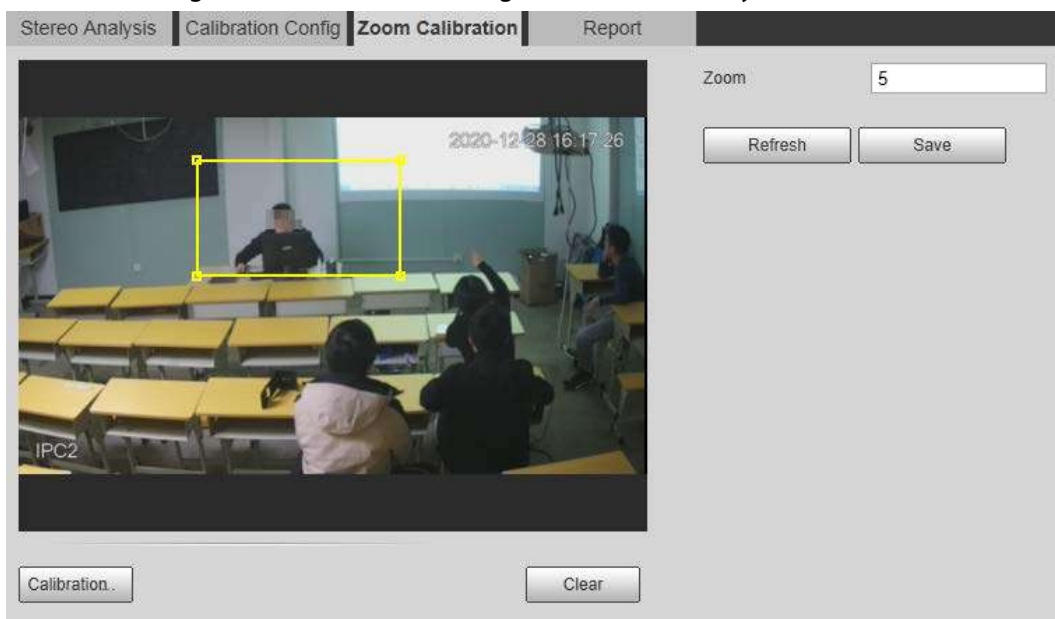 Stereo Analysis Calibration Config Zoom Calibration Report
Zoom 5
2020-12-28 16:17:26
Refresh Save
IPC2
Calibration..
Clear